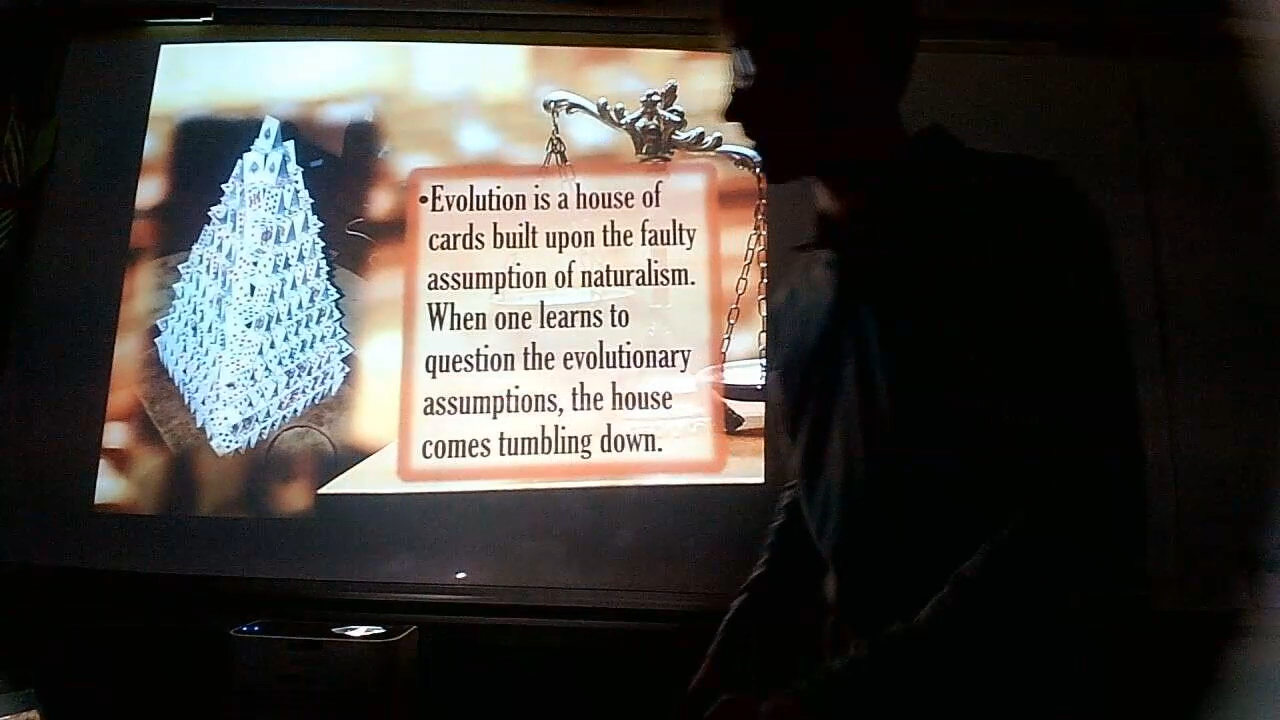 •Evolution is a house of
cards built upon the faulty
assumption of naturalism.
When one learns to
question the evolutionary
assumptions, the house
comes tumbling down.